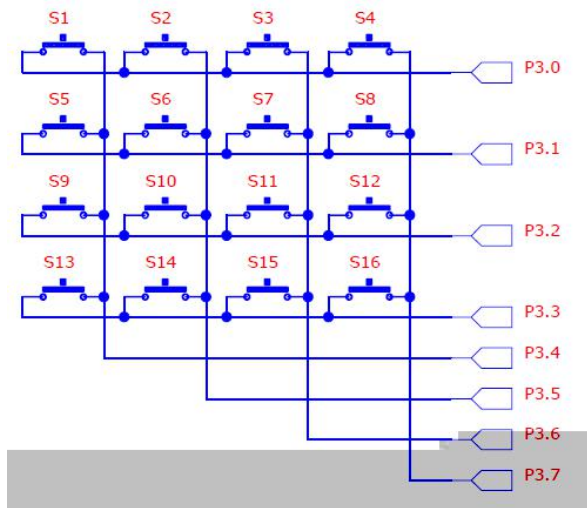 S1 S2 S3 S4
P3.0
S5 S6 S7 S8
P3.1
S9 S10 S11 S12
P3.2
S13 S14 S15 S16
P3.3
P3.4
P3.5
P3.6
P3.7